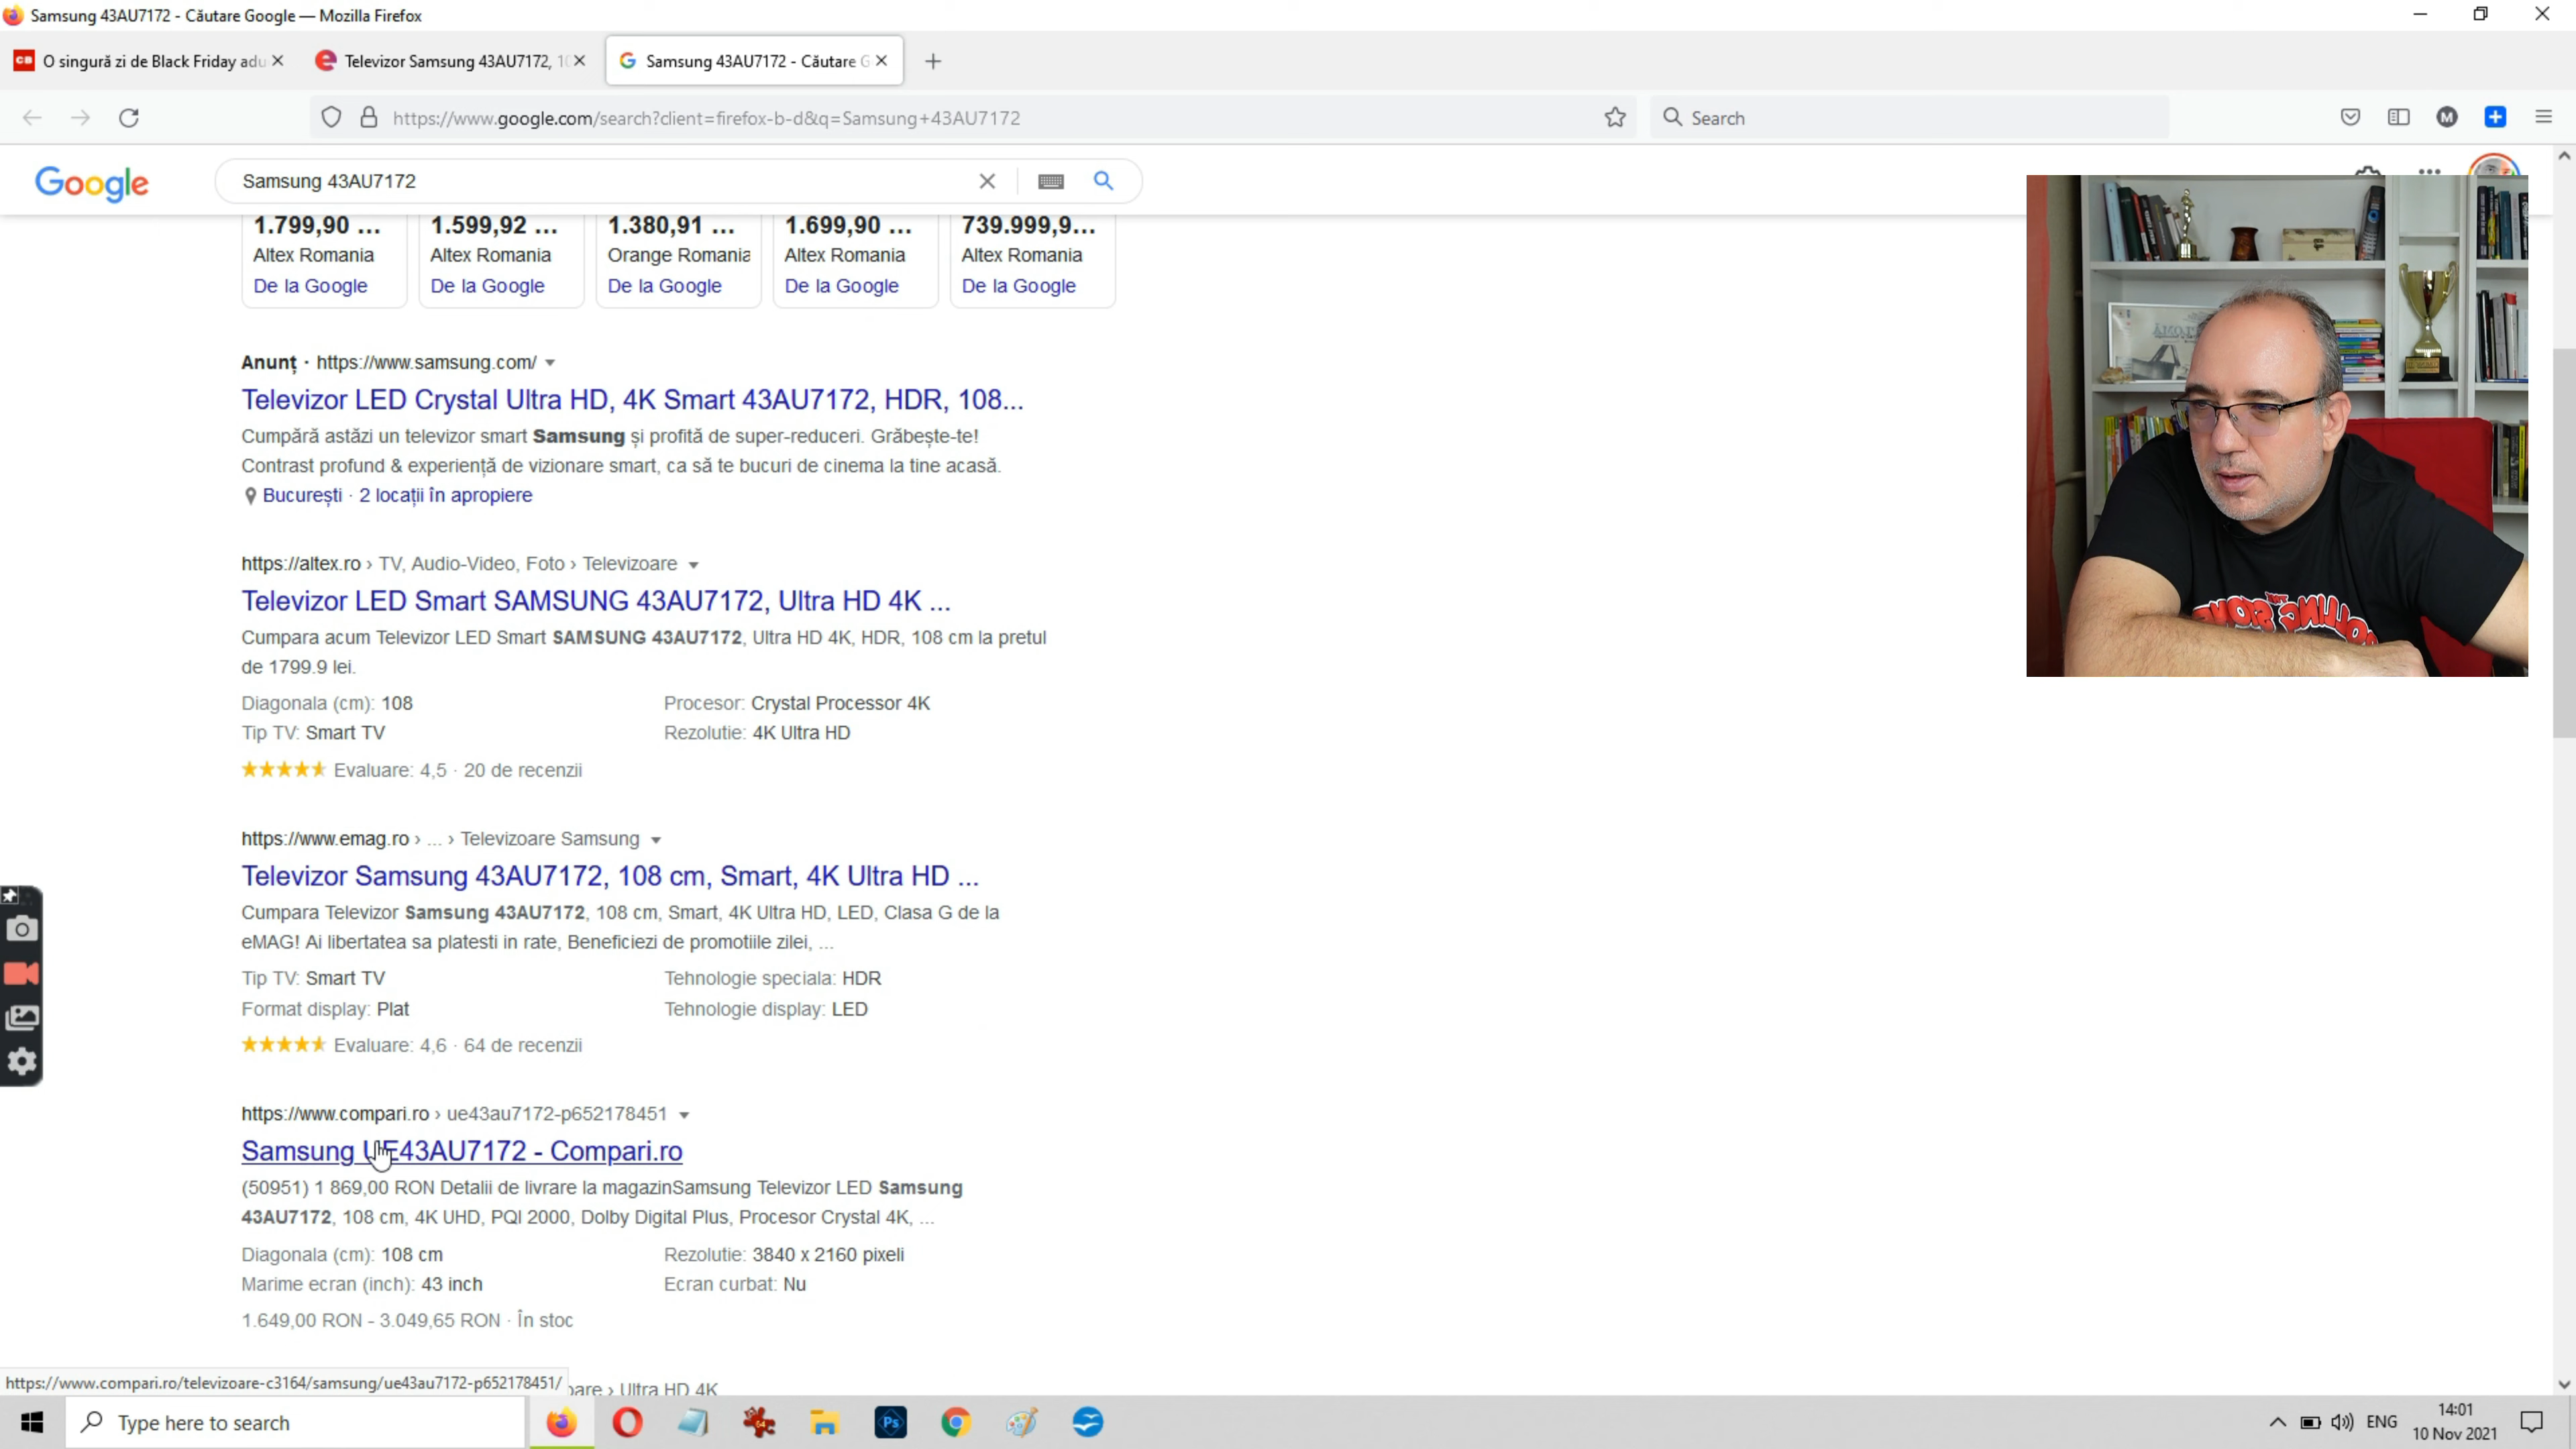 Samsung 43AU7172 - Căutare Google — Mozilla Firefox
O singură zi de Black Friday adu
Televizor Samsung 43AU7172, 10
Samsung 43AU7172 - Căutare G
https://www.google.com/search?client=firefox-b-d&q=Samsung+43AU7172
Search
Google
Samsung 43AU7172
1.799,90 ...
1.599,92 ...
1.380,91 ...
1.699,90 ...
739.999,9...
Altex Romania
Altex Romania
Orange Romania
Altex Romania
Altex Romania
De la Google
De la Google
De la Google
De la Google
De la Google
Anunț · https://www.samsung.com/
Televizor LED Crystal Ultra HD, 4K Smart 43AU7172, HDR, 108...
Cumpără astăzi un televizor smart Samsung și profită de super-reduceri. Grăbește-te!
Contrast profund & experiență de vizionare smart, ca să te bucuri de cinema la tine acasă.
București · 2 locații în apropiere
https://altex.ro › TV, Audio-Video, Foto › Televizoare
Televizor LED Smart SAMSUNG 43AU7172, Ultra HD 4K ...
Cumpara acum Televizor LED Smart SAMSUNG 43AU7172, Ultra HD 4K, HDR, 108 cm la pretul
de 1799.9 lei.
Diagonala (cm): 108
Procesor: Crystal Processor 4K
Tip TV: Smart TV
Rezolutie: 4K Ultra HD
Evaluare: 4,5 · 20 de recenzii
https://www.emag.ro › ... › Televizoare Samsung
Televizor Samsung 43AU7172, 108 cm, Smart, 4K Ultra HD ...
Cumpara Televizor Samsung 43AU7172, 108 cm, Smart, 4K Ultra HD, LED, Clasa G de la
eMAG! Ai libertatea sa platesti in rate, Beneficiezi de promotiile zilei, ...
Tip TV: Smart TV
Tehnologie speciala: HDR
Format display: Plat
Tehnologie display: LED
Evaluare: 4,6 · 64 de recenzii
https://www.compari.ro › ue43au7172-p652178451
Samsung UE43AU7172 - Compari.ro
(50951) 1 869,00 RON Detalii de livrare la magazinSamsung Televizor LED Samsung
43AU7172, 108 cm, 4K UHD, PQI 2000, Dolby Digital Plus, Procesor Crystal 4K, ...
Diagonala (cm): 108 cm
Rezolutie: 3840 x 2160 pixeli
Marime ecran (inch): 43 inch
Ecran curbat: Nu
1.649,00 RON - 3.049,65 RON · În stoc
https://www.compari.ro/televizoare-c3164/samsung/ue43au7172-p652178451/
oare › Ultra HD 4K
Type here to search
Ps
ENG
14:01
10 Nov 2021